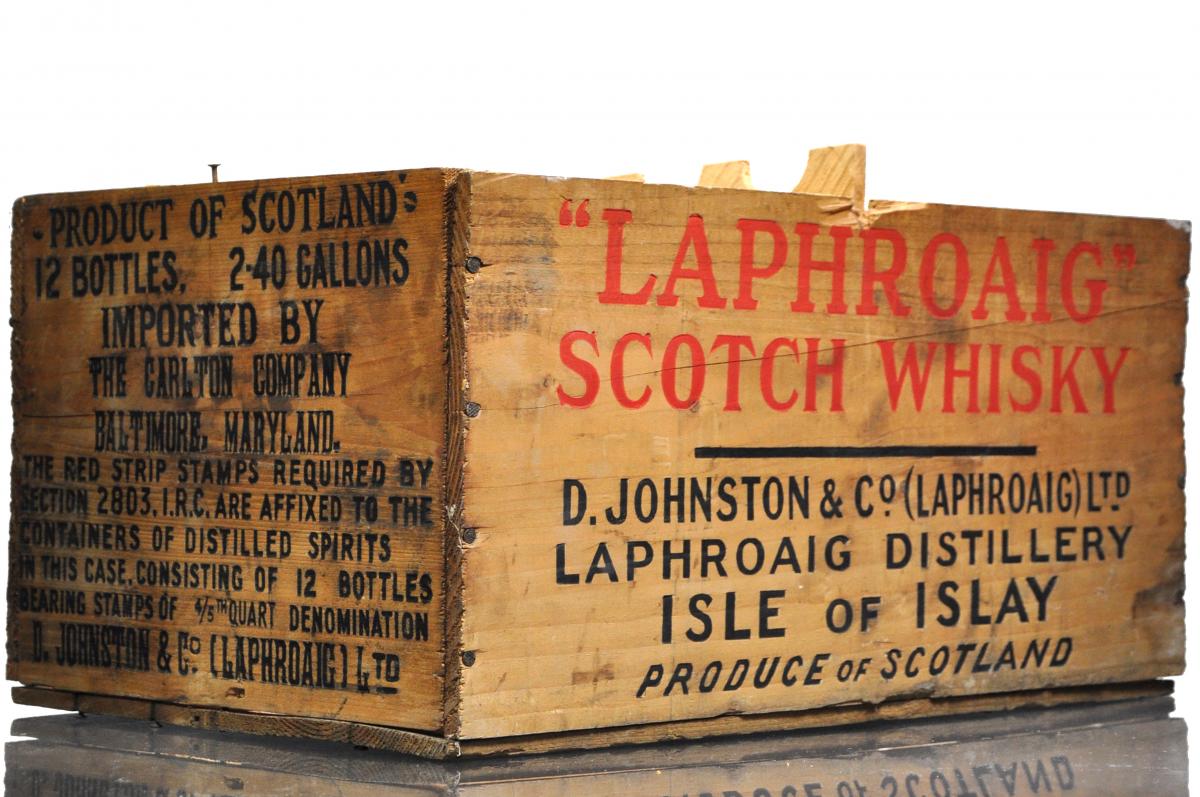 PRODUCT OF SCOTLAND
12 BOTTLES, 2·40 GALLONS
IMPORTED BY
THE CARLTON COMPANY
BALTIMORE, MARYLAND.
THE RED STRIP STAMPS REQUIRED BY
SECTION 2803, I.R.C. ARE AFFIXED TO THE
CONTAINERS OF DISTILLED SPIRITS
IN THIS CASE, CONSISTING OF 12 BOTTLES
BEARING STAMPS OF 4/5TH QUART DENOMINATION
D. JOHNSTON & Co (LAPHROAIG) LTD
"LAPHROAIG"
SCOTCH WHISKY
D. JOHNSTON & Co (LAPHROAIG) LTD
LAPHROAIG DISTILLERY
ISLE OF ISLAY
PRODUCE OF SCOTLAND